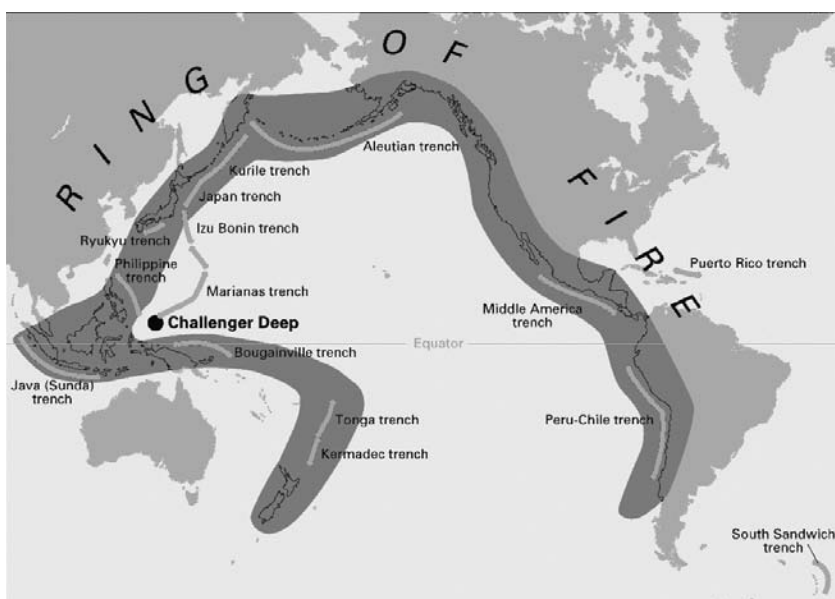 RING OF FIRE
Aleutian trench
Kurile trench
Japan trench
Izu Bonin trench
Ryukyu trench
Philippine
trench
Marianas trench
Challenger Deep
Equator
Bougainville trench
Java (Sunda)
trench
Tonga trench
Kermadec trench
Puerto Rico trench
Middle America
trench
Peru-Chile trench
South Sandwich
trench